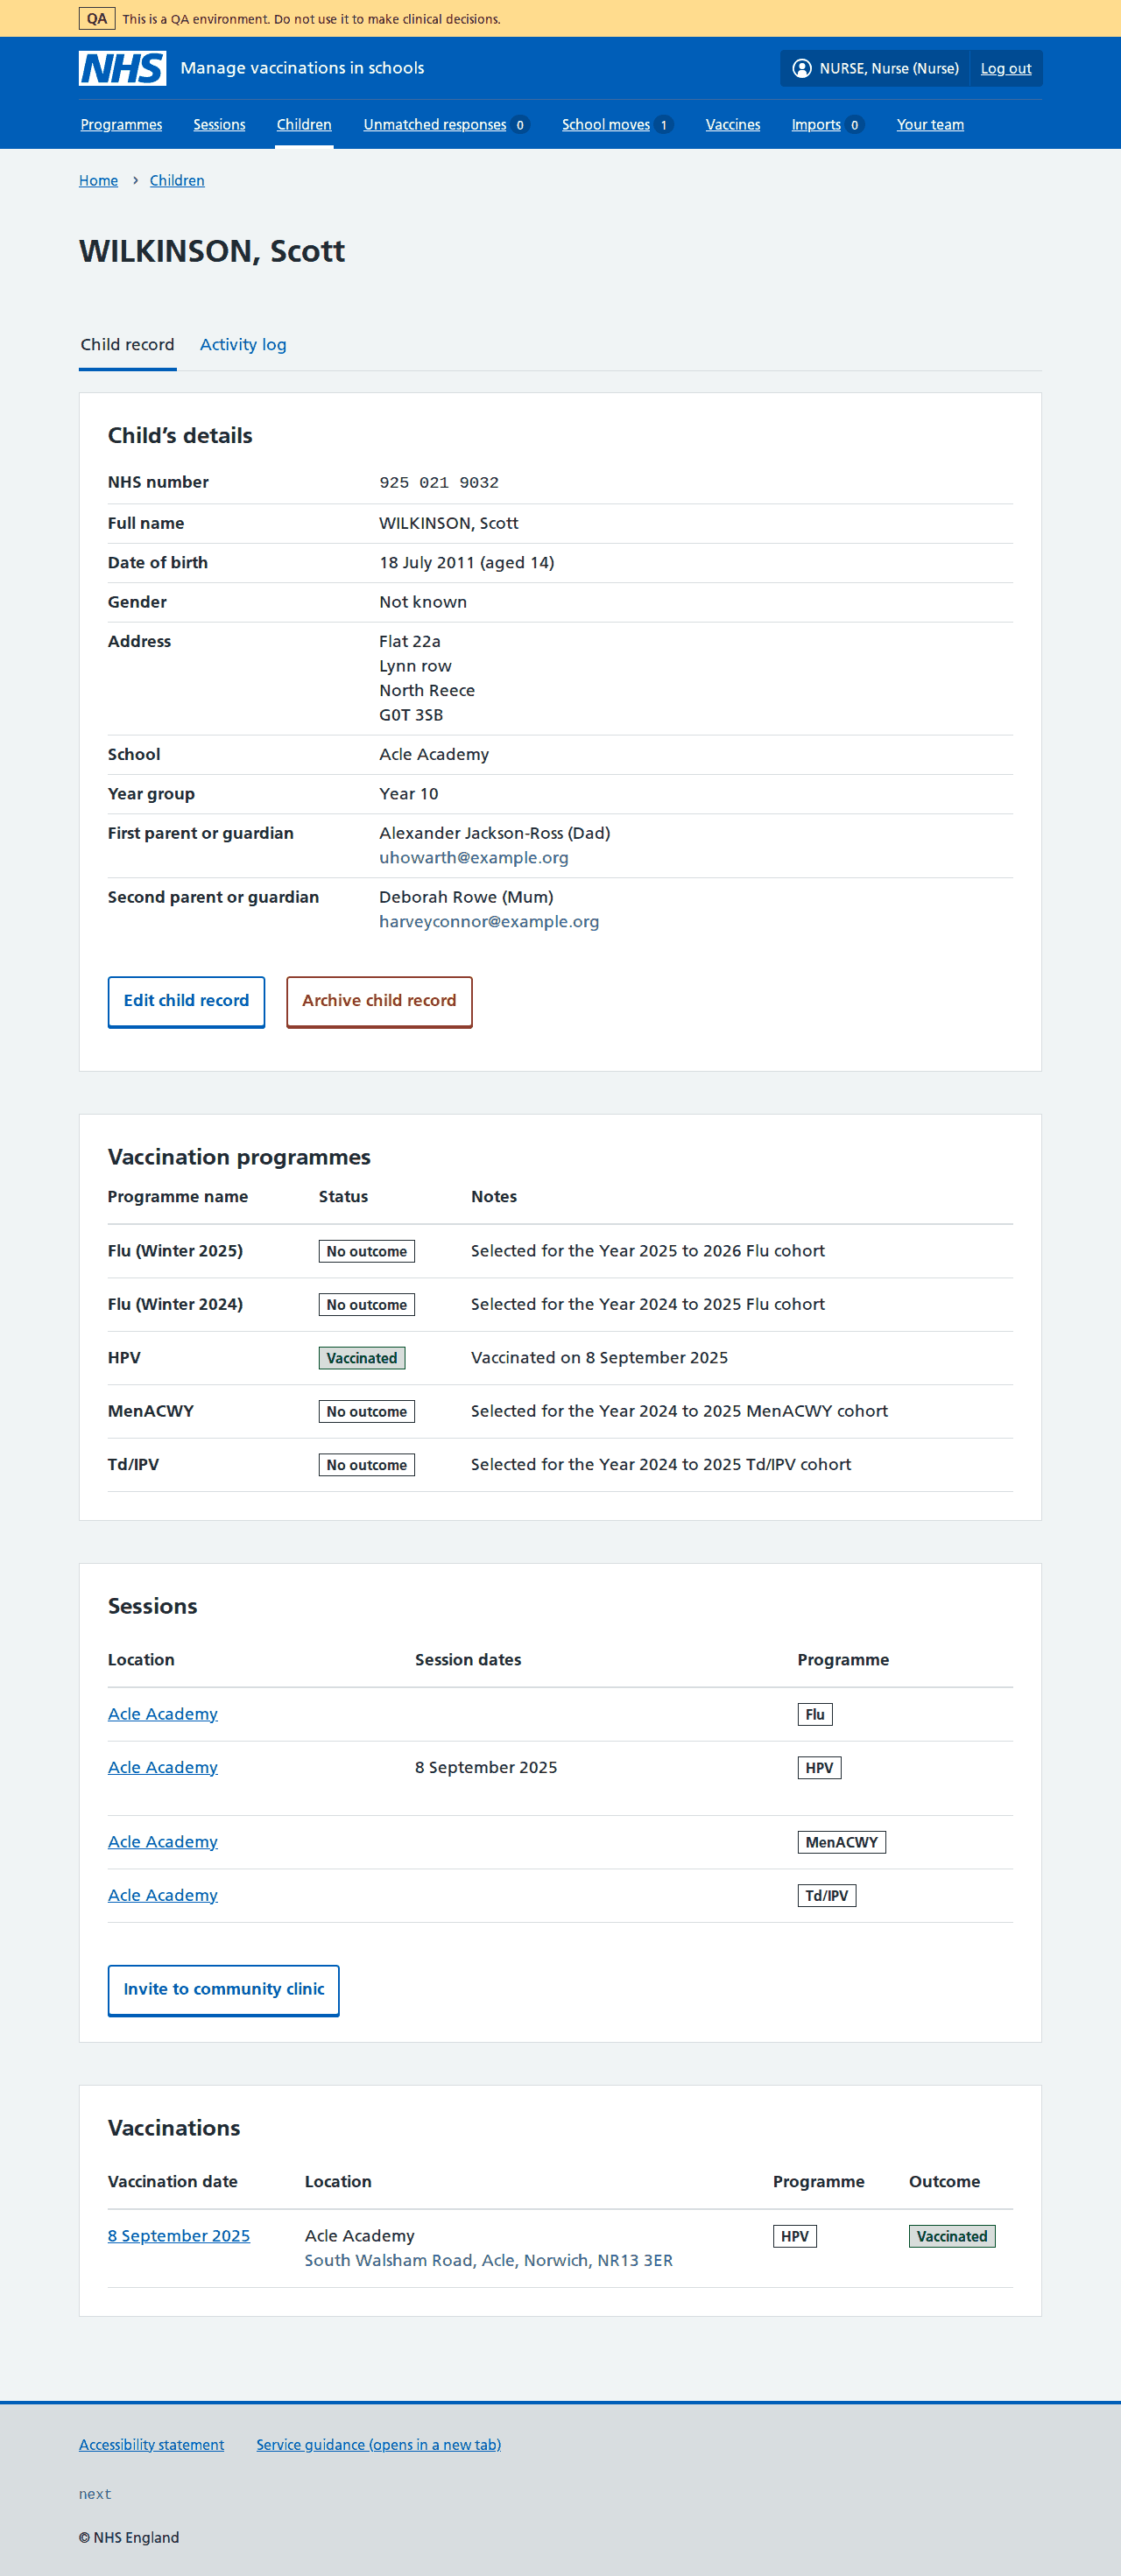 QA This is a QA environment. Do not use it to make clinical decisions.
NHS Manage vaccinations in schools NURSE, Nurse (Nurse) Log out
Programmes Sessions Children Unmatched responses 0 School moves 1 Vaccines Imports 0 Your team
Home › Children
WILKINSON, Scott
Child record Activity log
Child’s details
NHS number 925 021 9032
Full name WILKINSON, Scott
Date of birth 18 July 2011 (aged 14)
Gender Not known
Address Flat 22a
Lynn row
North Reece
G0T 3SB
School Acle Academy
Year group Year 10
First parent or guardian Alexander Jackson-Ross (Dad)
uhowarth@example.org
Second parent or guardian Deborah Rowe (Mum)
harveyconnor@example.org
Edit child record Archive child record
Vaccination programmes
Programme name Status Notes
Flu (Winter 2025) No outcome Selected for the Year 2025 to 2026 Flu cohort
Flu (Winter 2024) No outcome Selected for the Year 2024 to 2025 Flu cohort
HPV Vaccinated Vaccinated on 8 September 2025
MenACWY No outcome Selected for the Year 2024 to 2025 MenACWY cohort
Td/IPV No outcome Selected for the Year 2024 to 2025 Td/IPV cohort
Sessions
Location Session dates Programme
Acle Academy Flu
Acle Academy 8 September 2025 HPV
Acle Academy MenACWY
Acle Academy Td/IPV
Invite to community clinic
Vaccinations
Vaccination date Location Programme Outcome
8 September 2025 Acle Academy HPV Vaccinated
South Walsham Road, Acle, Norwich, NR13 3ER
Accessibility statement Service guidance (opens in a new tab)
next
© NHS England